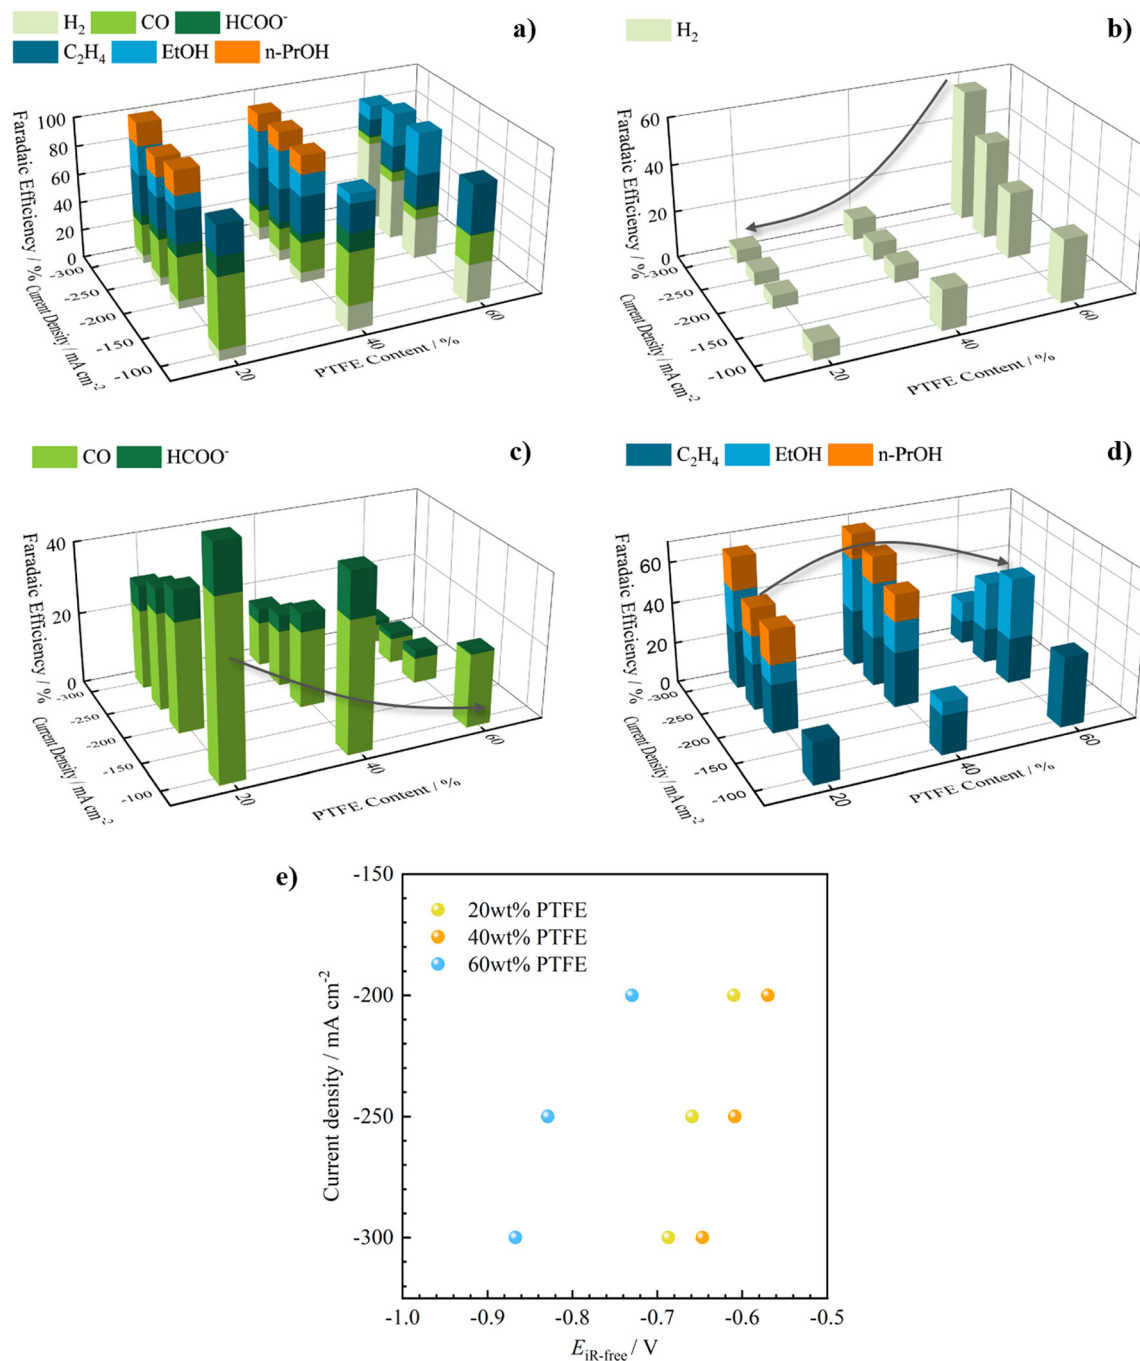 H₂ CO HCOO⁻
C₂H₄ EtOH n-PrOH
a)
Faradaic Efficiency / %
100
80
60
40
20
0
-300
-250
-200
-150
-100
Current Density / mA cm⁻²
20
40
60
PTFE Content / %
H₂
b)
Faradaic Efficiency / %
60
40
20
0
-300
-250
-200
-150
-100
Current Density / mA cm⁻²
20
40
60
PTFE Content / %
CO HCOO⁻
c)
Faradaic Efficiency / %
40
20
0
-300
-250
-200
-150
-100
Current Density / mA cm⁻²
20
40
60
PTFE Content / %
C₂H₄ EtOH n-PrOH
d)
Faradaic Efficiency / %
60
40
20
0
-300
-250
-200
-150
-100
Current Density / mA cm⁻²
20
40
60
PTFE Content / %
e)
20wt% PTFE
40wt% PTFE
60wt% PTFE
Current density / mA cm⁻²
-150
-200
-250
-300
-1.0 -0.9 -0.8 -0.7 -0.6 -0.5
E_iR-free / V